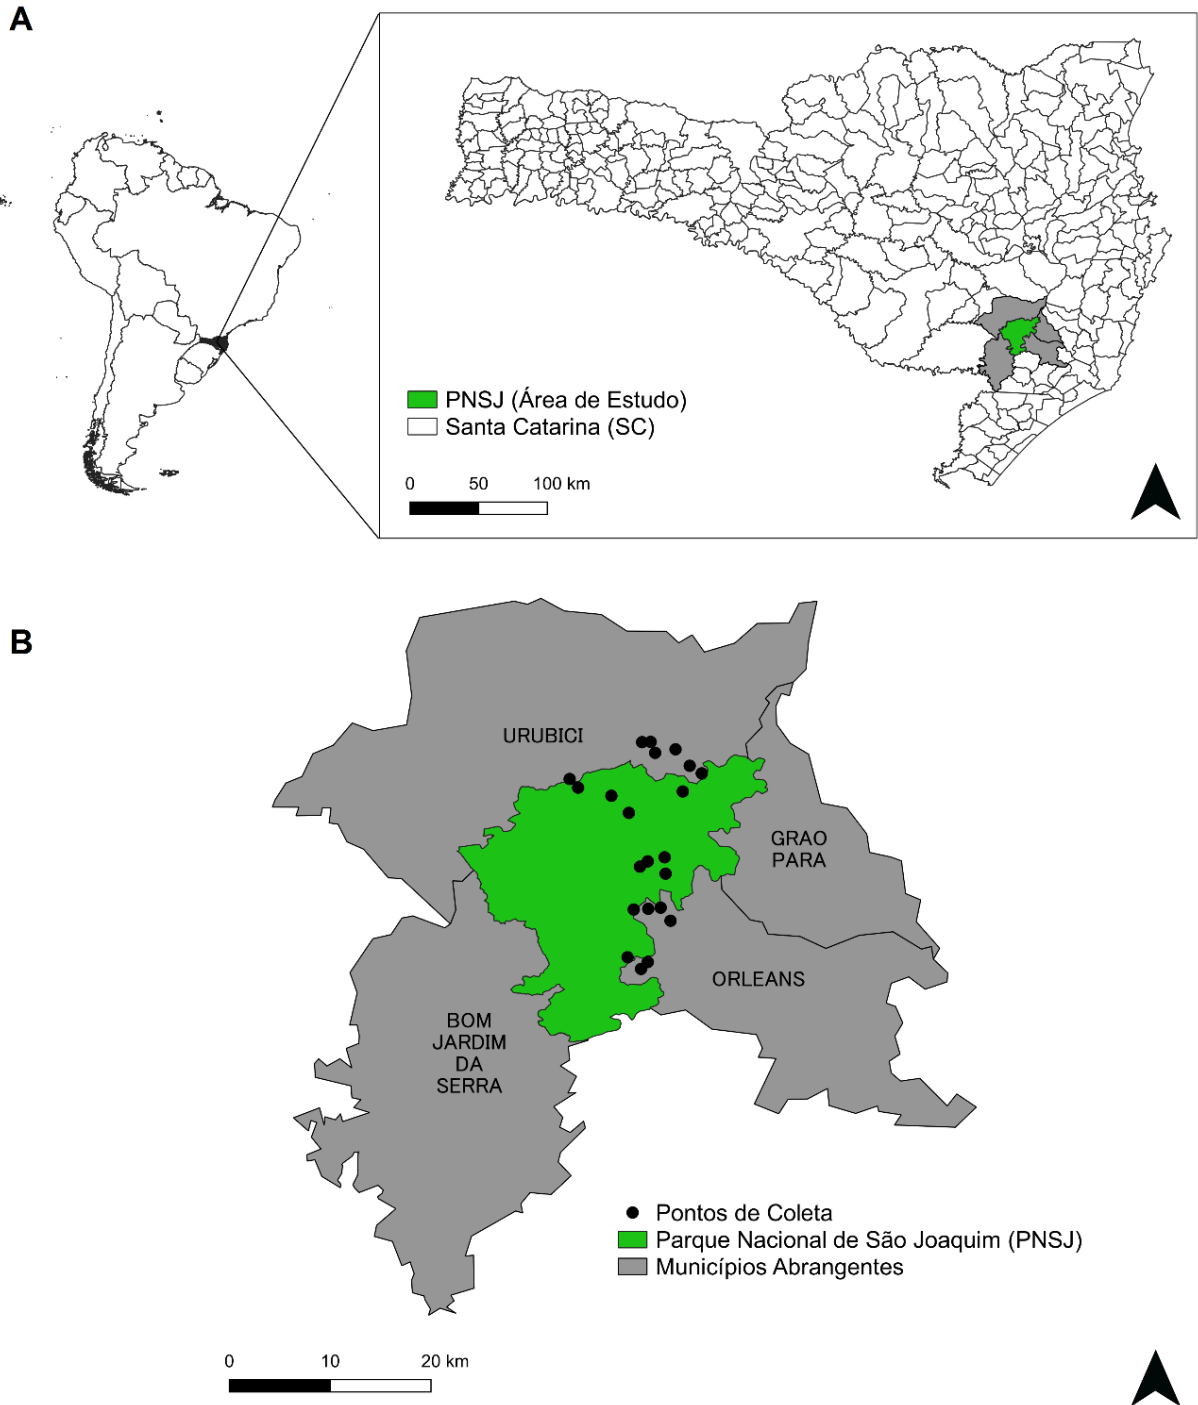 A
PNSJ (Área de Estudo)
Santa Catarina (SC)
0 50 100 km
B
URUBICI
GRAO
PARA
ORLEANS
BOM
JARDIM
DA
SERRA
Pontos de Coleta
Parque Nacional de São Joaquim (PNSJ)
Municípios Abrangentes
0 10 20 km